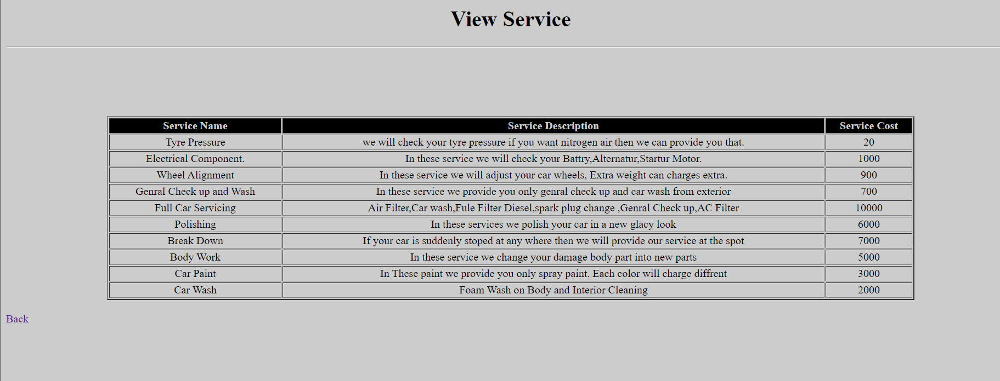 View Service
Service Name Service Description Service Cost
Tyre Pressure we will check your tyre pressure if you want nitrogen air then we can provide you that. 20
Electrical Component. In these service we will check your Battry,Alternatur,Startur Motor. 1000
Wheel Alignment In these service we will adjust your car wheels, Extra weight can charges extra. 900
Genral Check up and Wash In these service we provide you only genral check up and car wash from exterior 700
Full Car Servicing Air Filter,Car wash,Fule Filter Diesel,spark plug change ,Genral Check up,AC Filter 10000
Polishing In these services we polish your car in a new glacy look 6000
Break Down If your car is suddenly stoped at any where then we will provide our service at the spot 7000
Body Work In these service we change your damage body part into new parts 5000
Car Paint In These paint we provide you only spray paint. Each color will charge diffrent 3000
Car Wash Foam Wash on Body and Interior Cleaning 2000
Back